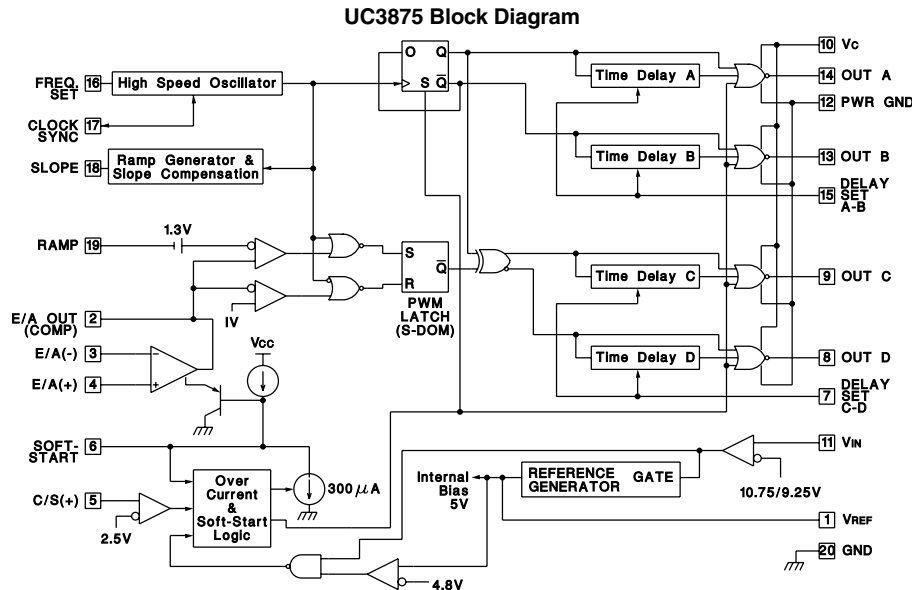 UC3875 Block Diagram
FREQ.
SET
16
High Speed Oscillator
CLOCK
SYNC
17
SLOPE
18
Ramp Generator &
Slope Compensation
RAMP
19
1.3V
E/A OUT
(COMP)
2
E/A(-)
3
E/A(+)
4
1V
Vcc
SOFT-
START
6
C/S(+)
5
2.5V
Over
Current
&
Soft-Start
Logic
300 μA
O
Q
S
Q̅
S
R
Q̅
PWM
LATCH
(S-DOM)
Time Delay A
Time Delay B
Time Delay C
Time Delay D
10 Vc
14 OUT A
12 PWR GND
13 OUT B
15 DELAY
SET
A-B
9 OUT C
8 OUT D
7 DELAY
SET
C-D
11 VIN
10.75/9.25V
Internal
Bias
5V
REFERENCE
GENERATOR
GATE
1 VREF
20 GND
4.8V